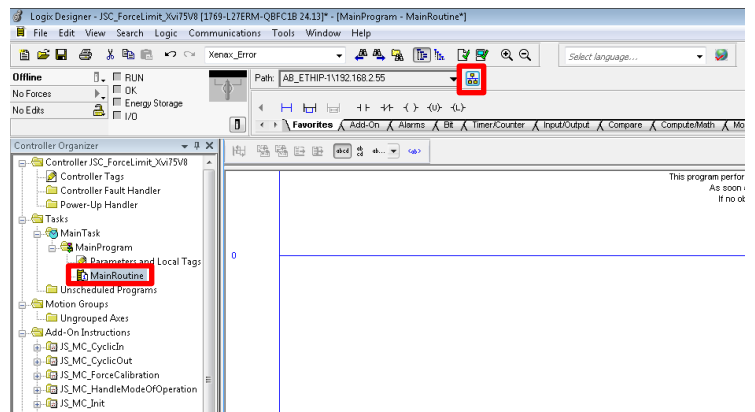 Logix Designer - JSC_ForceLimit_Xvi75V8 [1769-L27ERM-QBFC1B 24.13]* - [MainProgram - MainRoutine*]
File Edit View Search Logic Communications Tools Window Help
Xenax_Error
Select language...
Offline
RUN
Path: AB_ETHIP-1\192.168.2.55
No Forces
OK
Energy Storage
No Edits
I/O
Favorites Add-On Alarms Bit Timer/Counter Input/Output Compare Compute/Math
Controller Organizer
Controller JSC_ForceLimit_Xvi75V8
Controller Tags
Controller Fault Handler
Power-Up Handler
Tasks
MainTask
MainProgram
Parameters and Local Tags
MainRoutine
Unscheduled Programs
Motion Groups
Ungrouped Axes
Add-On Instructions
JS_MC_CyclicIn
JS_MC_CyclicOut
JS_MC_ForceCalibration
JS_MC_HandleModeOfOperation
JS_MC_Init
This program perfor
As soon
If no ob
0